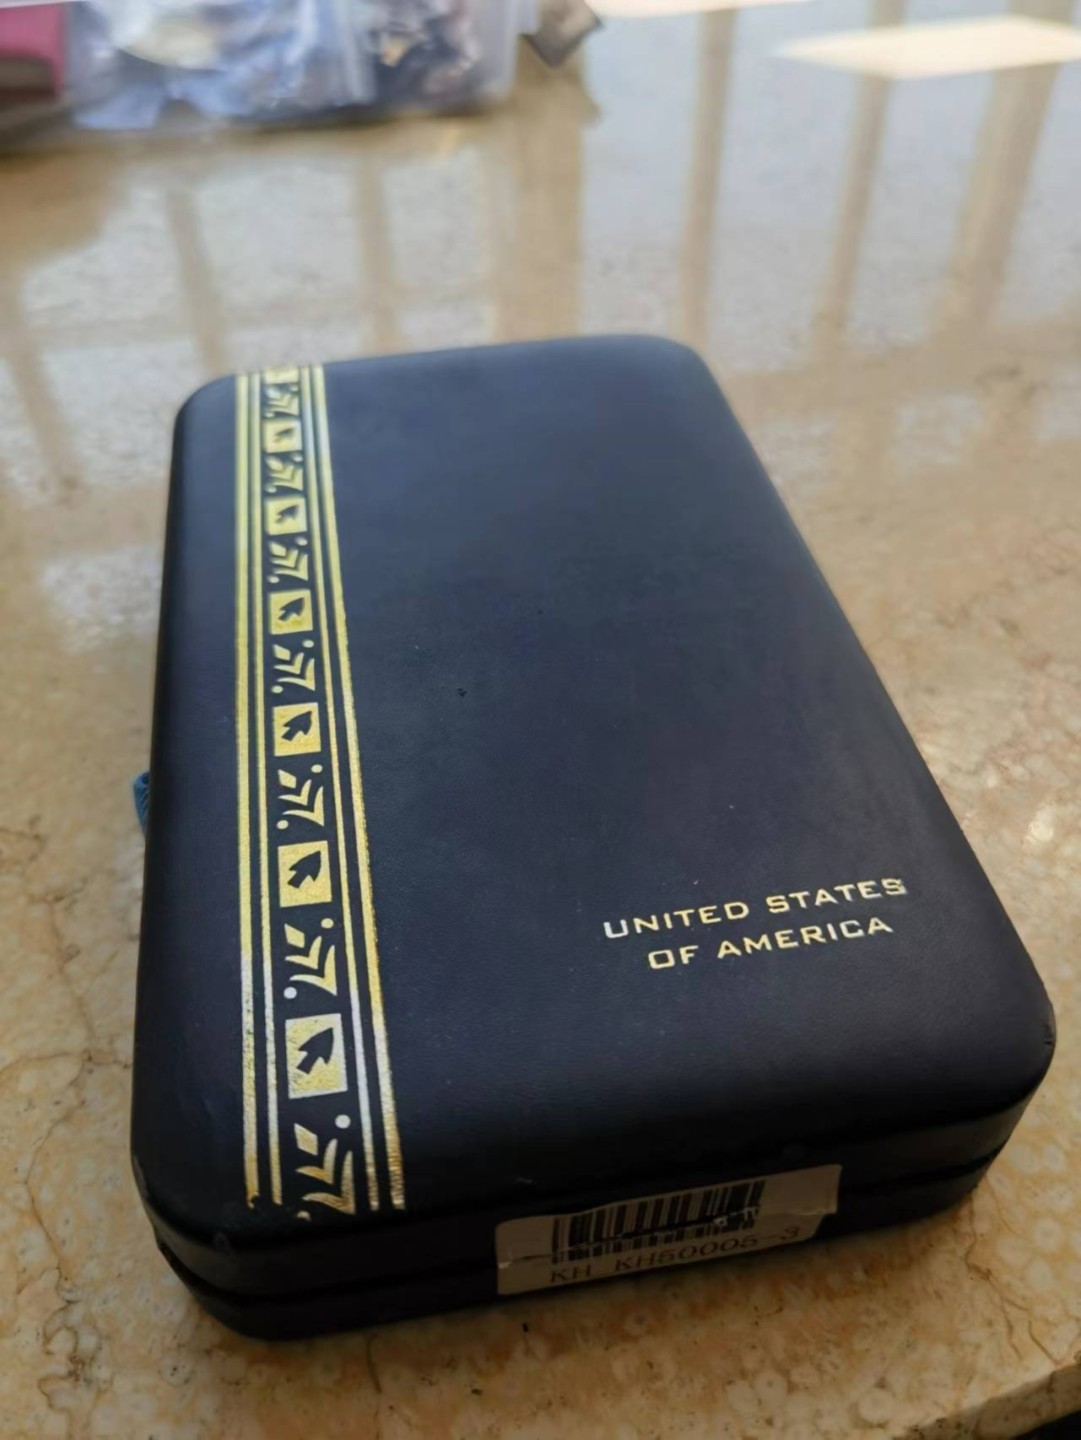 UNITED STATES
OF AMERICA
KH KH50005 3